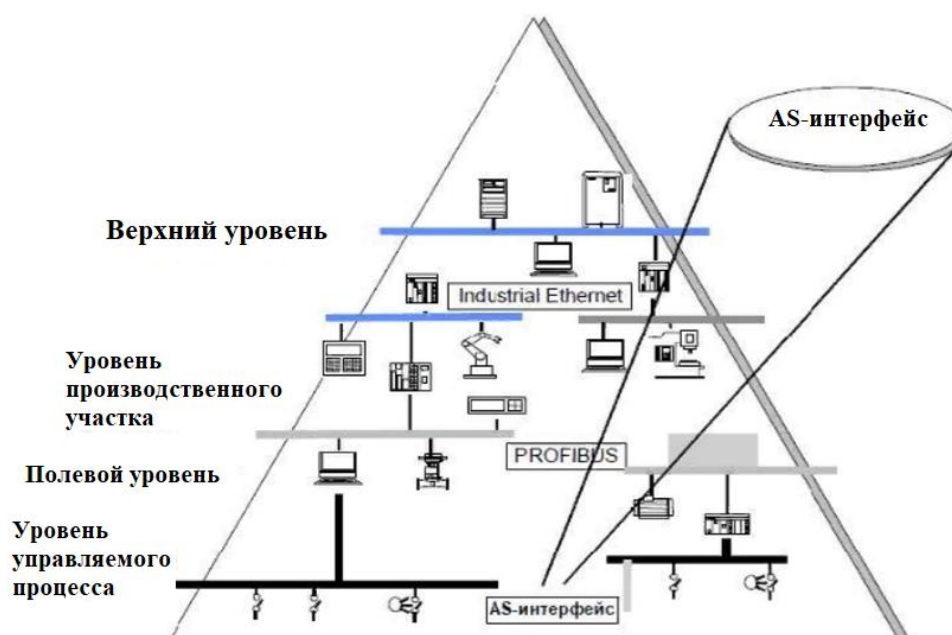 AS-интерфейс
Верхний уровень
Industrial Ethernet
Уровень
производственного
участка
PROFIBUS
Полевой уровень
Уровень
управляемого
процесса
AS-интерфейс